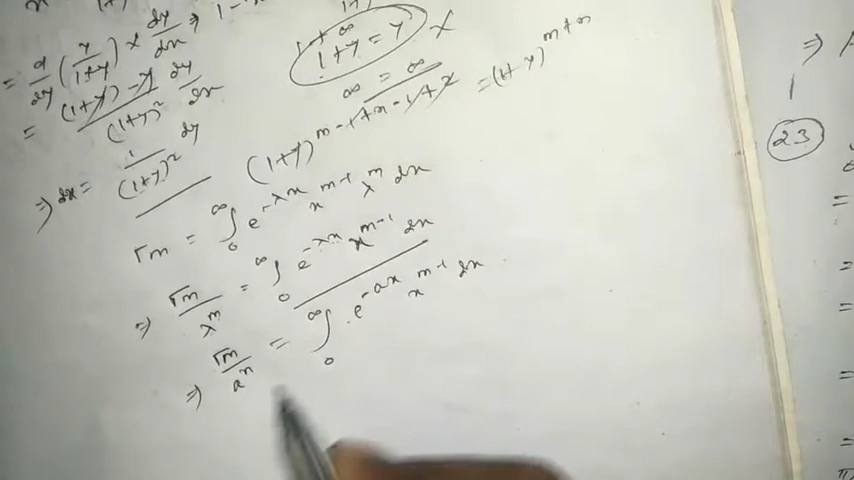 = d/dy (y/(1+y)) × dy/dx
1+y = y ×
= ((1+y) - y)/(1+y)² dy/dx
∞ = ∞
⇒ dx = 1/(1+y)² dy
(1+y)^(m-1+n-1+2) = (1+y)^(m+n)
Γm = ∫₀^∞ e^(-λx) x^(m-1) λ^m dx
⇒ Γm/λ^m = ∫₀^∞ e^(-λx) x^(m-1) dx
⇒ Γm/a^n = ∫₀^∞ e^(-ax) x^(m-1) dx
⇒
23
=
=
=
=